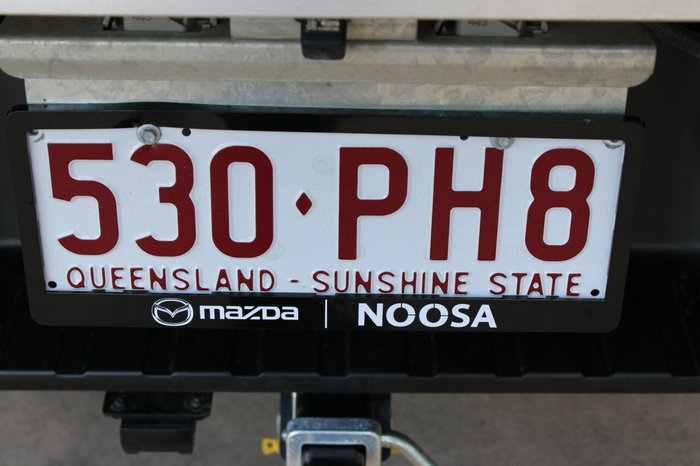 530♦PH8
QUEENSLAND - SUNSHINE STATE
mazda | NOOSA